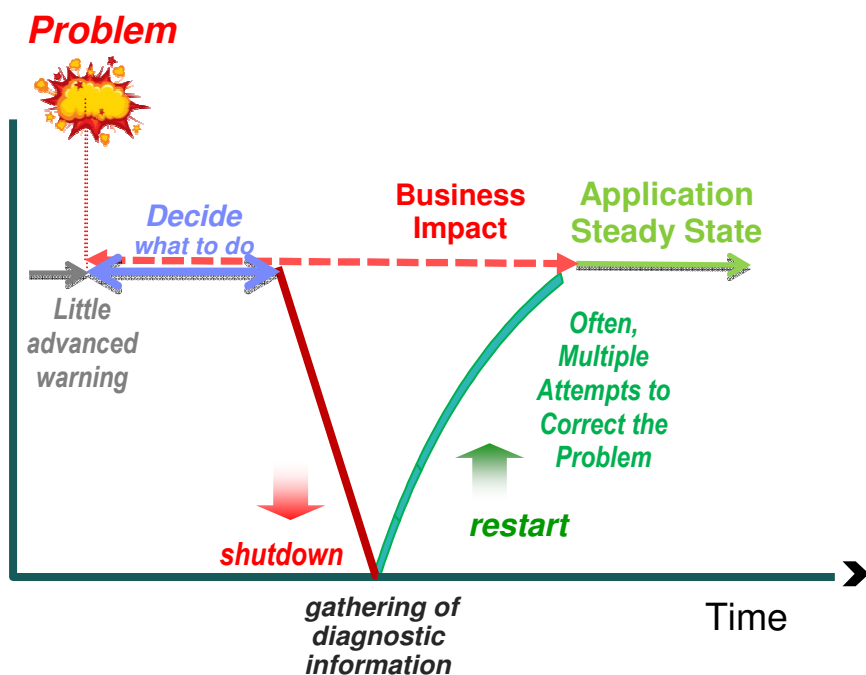 Problem
Decide
what to do
Business
Impact
Application
Steady State
Little
advanced
warning
Often,
Multiple
Attempts to
Correct the
Problem
shutdown
restart
gathering of
diagnostic
information
Time